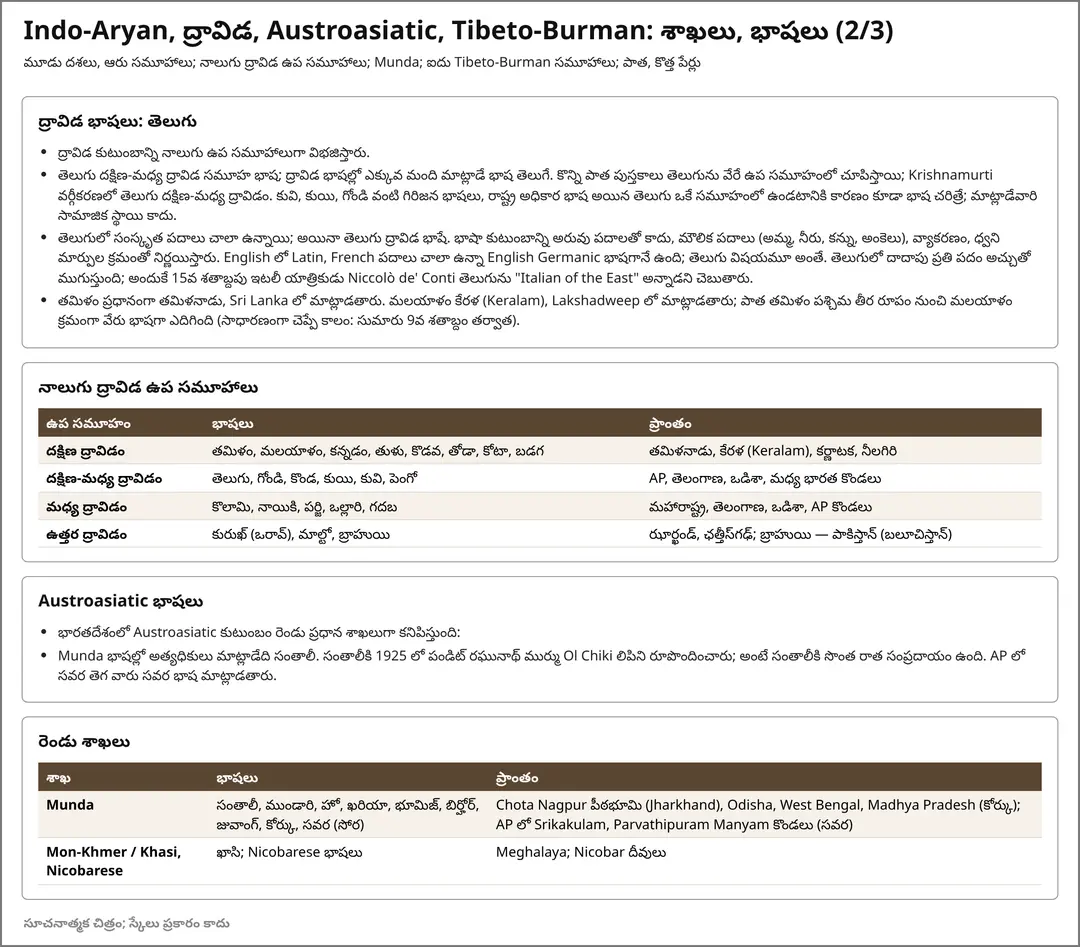 Indo-Aryan, ద్రావిడ, Austroasiatic, Tibeto-Burman: శాఖలు, భాషలు (2/3)
మూడు దశలు, ఆరు సమూహాలు; నాలుగు ద్రావిడ ఉప సమూహాలు; Munda; ఐదు Tibeto-Burman సమూహాలు; పాత, కొత్త పేర్లు
ద్రావిడ భాషలు: తెలుగు
• ద్రావిడ కుటుంబాన్ని నాలుగు ఉప సమూహాలుగా విభజిస్తారు.
• తెలుగు దక్షిణ-మధ్య ద్రావిడ సమూహ భాష; ద్రావిడ భాషల్లో ఎక్కువ మంది మాట్లాడే భాష తెలుగే. కొన్ని పాత పుస్తకాలు తెలుగును వేరే ఉప సమూహంలో చూపిస్తాయి; Krishnamurti
వర్గీకరణలో తెలుగు దక్షిణ-మధ్య ద్రావిడం. కువి, కుయి, గోండి వంటి గిరిజన భాషలు, రాష్ట్ర అధికార భాష అయిన తెలుగు ఒకే సమూహంలో ఉండటానికి కారణం కూడా భాష చరిత్రే; మాట్లాడేవారి
సామాజిక స్థాయి కాదు.
• తెలుగులో సంస్కృత పదాలు చాలా ఉన్నాయి; అయినా తెలుగు ద్రావిడ భాషే. భాషా కుటుంబాన్ని అరువు పదాలతో కాదు, మౌలిక పదాలు (అమ్మ, నీరు, కన్ను, అంకెలు), వ్యాకరణం, ధ్వని
మార్పుల క్రమంతో నిర్ణయిస్తారు. English లో Latin, French పదాలు చాలా ఉన్నా English Germanic భాషగానే ఉంది; తెలుగు విషయమూ అంతే. తెలుగులో దాదాపు ప్రతి పదం అచ్చుతో
ముగుస్తుంది; అందుకే 15వ శతాబ్దపు ఇటలీ యాత్రికుడు Niccolò de' Conti తెలుగును "Italian of the East" అన్నాడని చెబుతారు.
• తమిళం ప్రధానంగా తమిళనాడు, Sri Lanka లో మాట్లాడతారు. మలయాళం కేరళ (Keralam), Lakshadweep లో మాట్లాడతారు; పాత తమిళం పశ్చిమ తీర రూపం నుంచి మలయాళం
క్రమంగా వేరు భాషగా ఎదిగింది (సాధారణంగా చెప్పే కాలం: సుమారు 9వ శతాబ్దం తర్వాత).
నాలుగు ద్రావిడ ఉప సమూహాలు
ఉప సమూహం భాషలు ప్రాంతం
దక్షిణ ద్రావిడం తమిళం, మలయాళం, కన్నడం, తుళు, కొడవ, తోడా, కోటా, బడగ తమిళనాడు, కేరళ (Keralam), కర్ణాటక, నీలగిరి
దక్షిణ-మధ్య ద్రావిడం తెలుగు, గోండి, కొండ, కుయి, కువి, పెంగో AP, తెలంగాణ, ఒడిశా, మధ్య భారత కొండలు
మధ్య ద్రావిడం కొలామి, నాయికి, పర్జి, ఒల్లారి, గదబ మహారాష్ట్ర, తెలంగాణ, ఒడిశా, AP కొండలు
ఉత్తర ద్రావిడం కురుఖ్ (ఒరావ్), మాల్తో, బ్రాహుయి ఝార్ఖండ్, ఛత్తీస్‌గఢ్; బ్రాహుయి — పాకిస్తాన్ (బలూచిస్తాన్)
Austroasiatic భాషలు
• భారతదేశంలో Austroasiatic కుటుంబం రెండు ప్రధాన శాఖలుగా కనిపిస్తుంది:
• Munda భాషల్లో అత్యధికులు మాట్లాడేది సంతాలీ. సంతాలీకి 1925 లో పండిట్ రఘునాథ్ ముర్ము Ol Chiki లిపిని రూపొందించారు; అంటే సంతాలీకి సొంత రాత సంప్రదాయం ఉంది. AP లో
సవర తెగ వారు సవర భాష మాట్లాడతారు.
రెండు శాఖలు
శాఖ భాషలు ప్రాంతం
Munda సంతాలీ, ముండారి, హో, ఖరియా, భూమిజ్, బిర్హోర్, Chota Nagpur పీఠభూమి (Jharkhand), Odisha, West Bengal, Madhya Pradesh (కోర్కు);
జువాంగ్, కోర్కు, సవర (సోర) AP లో Srikakulam, Parvathipuram Manyam కొండలు (సవర)
Mon-Khmer / Khasi, ఖాసి; Nicobarese భాషలు Meghalaya; Nicobar దీవులు
Nicobarese
సూచనాత్మక చిత్రం; స్కేలు ప్రకారం కాదు